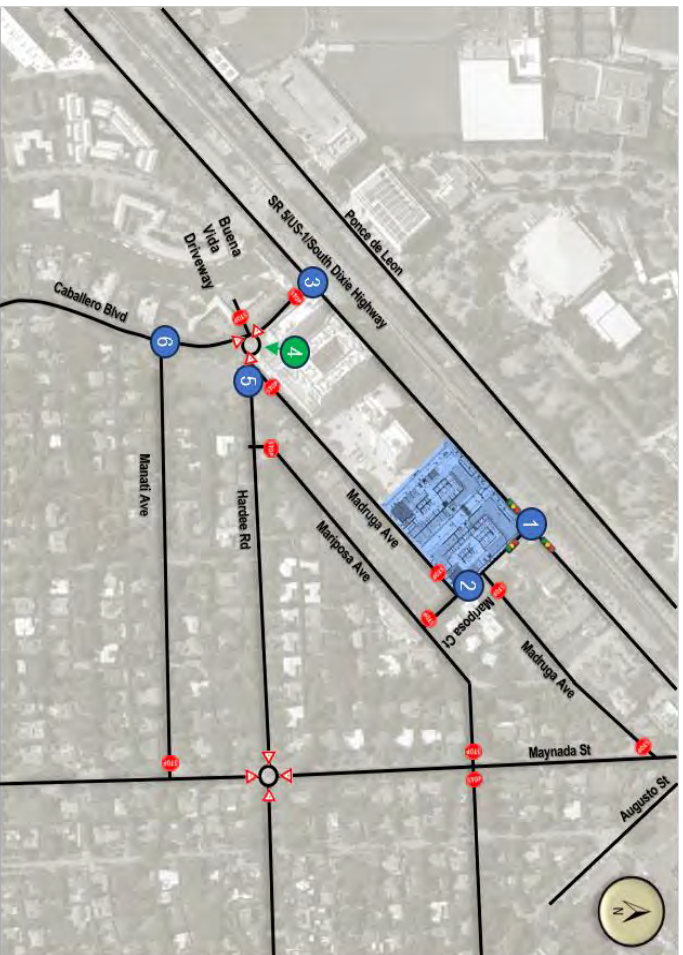 Ponce de Leon
SR 5/US-1/South Dixie Highway
Buena
Vida
Driveway
3
Caballero Blvd
6
4
5
STOP
STOP
STOP
STOP
Manati Ave
Hardee Rd
Madruga Ave
Mariposa Ave
1
2
STOP
STOP
STOP
Mariposa Ct
Madruga Ave
STOP
STOP
STOP
STOP
Maynada St
Augusto St
N